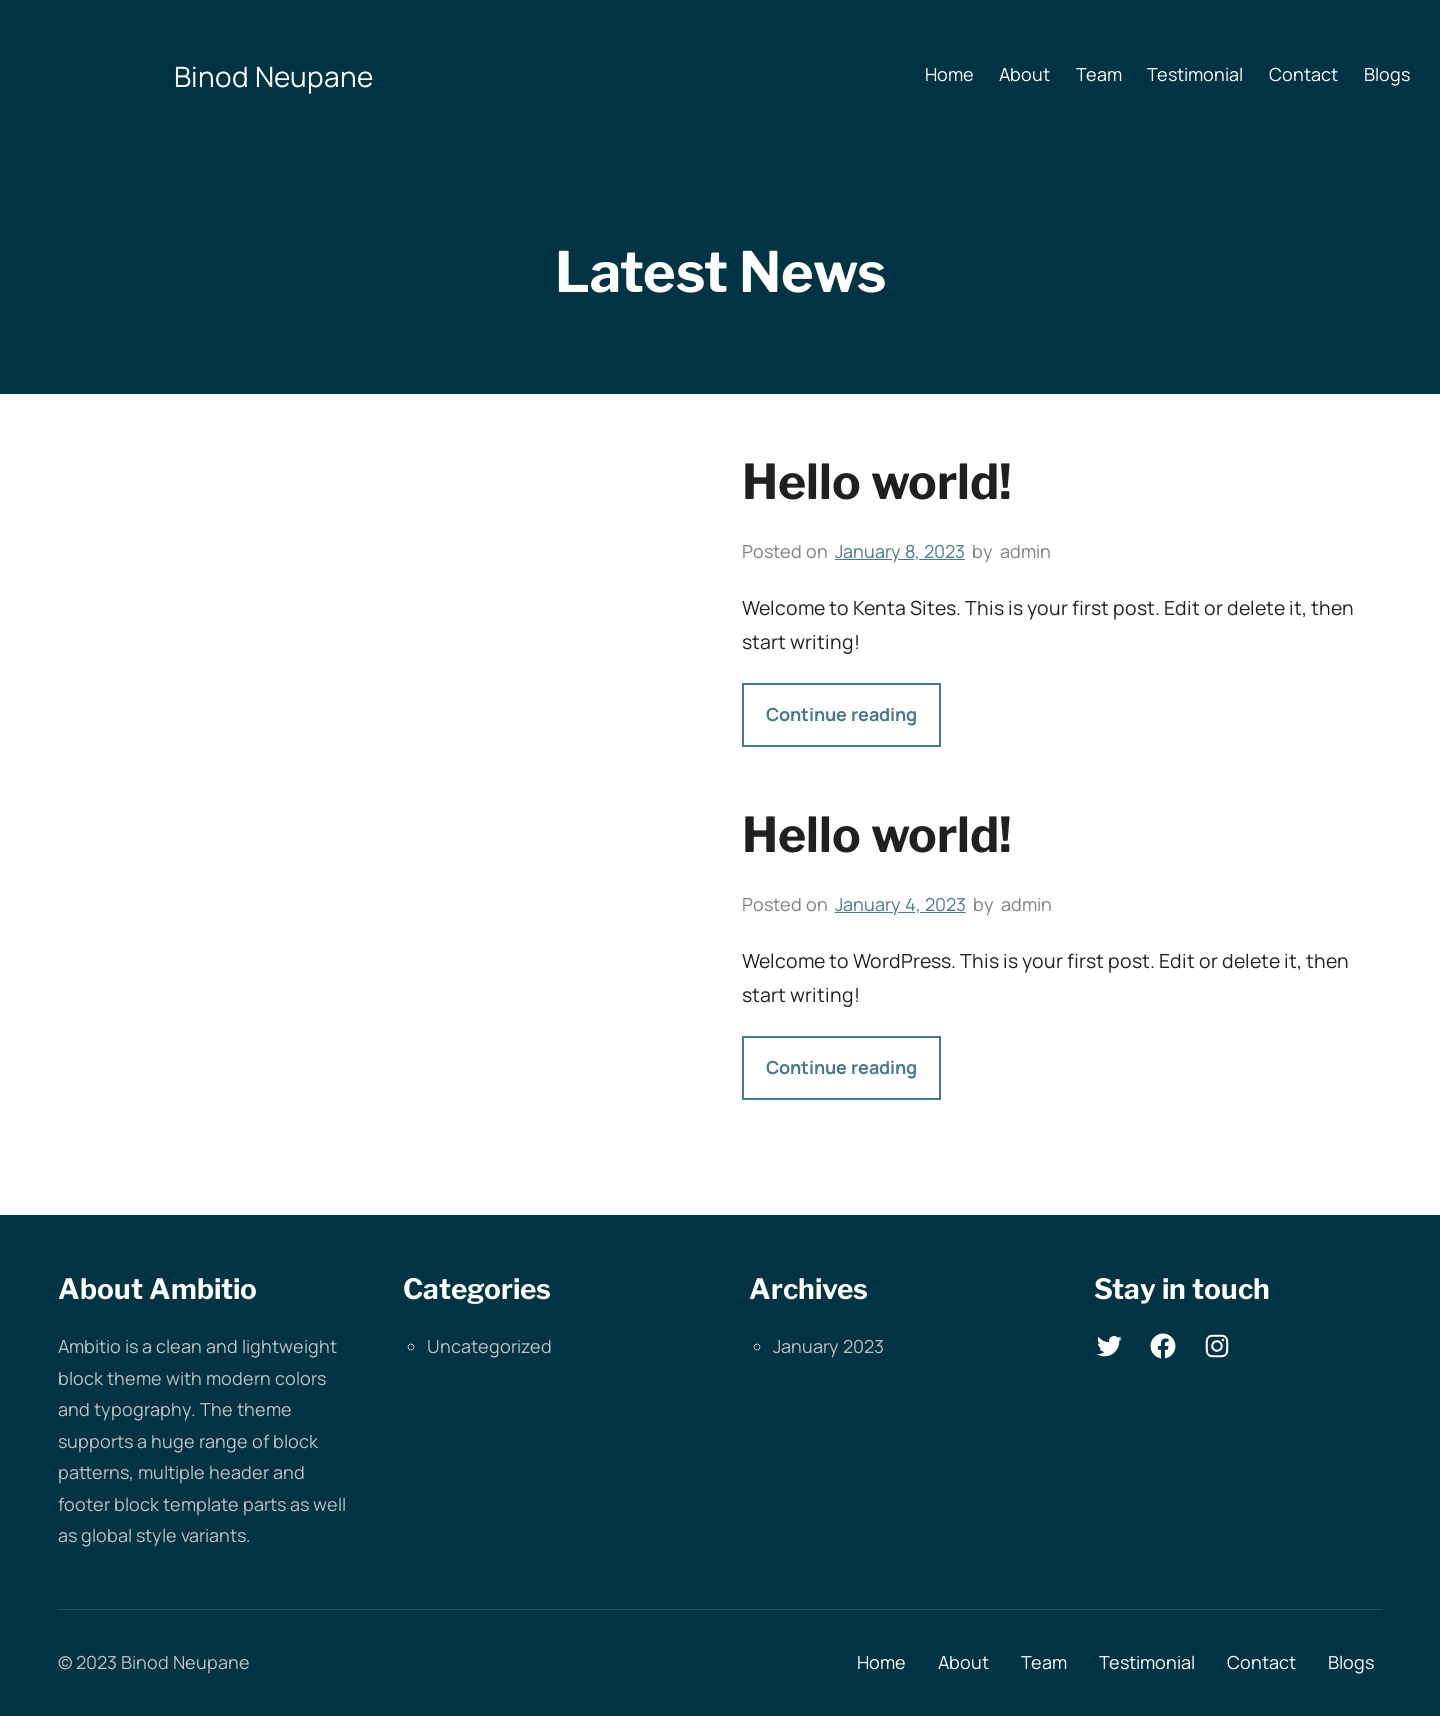 Binod Neupane
Home About Team Testimonial Contact Blogs
Latest News
Hello world!
Posted on January 8, 2023 by admin
Welcome to Kenta Sites. This is your first post. Edit or delete it, then
start writing!
Continue reading
Hello world!
Posted on January 4, 2023 by admin
Welcome to WordPress. This is your first post. Edit or delete it, then
start writing!
Continue reading
About Ambitio
Ambitio is a clean and lightweight
block theme with modern colors
and typography. The theme
supports a huge range of block
patterns, multiple header and
footer block template parts as well
as global style variants.
Categories
Uncategorized
Archives
January 2023
Stay in touch
© 2023 Binod Neupane
Home About Team Testimonial Contact Blogs